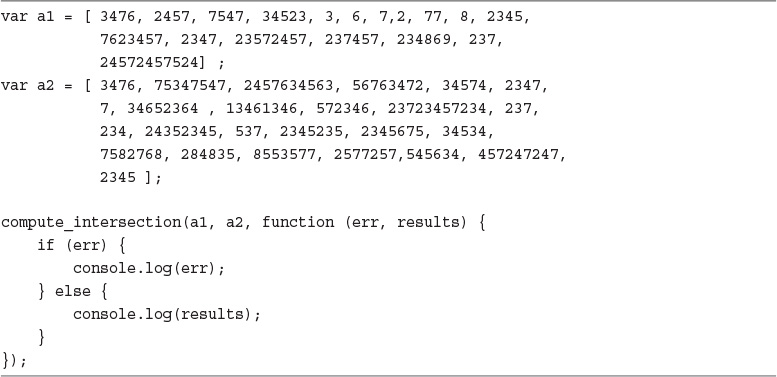 var a1 = [ 3476, 2457, 7547, 34523, 3, 6, 7,2, 77, 8, 2345,
           7623457, 2347, 23572457, 237457, 234869, 237,
           24572457524] ;
var a2 = [ 3476, 75347547, 2457634563, 56763472, 34574, 2347,
           7, 34652364 , 13461346, 572346, 23723457234, 237,
           234, 24352345, 537, 2345235, 2345675, 34534,
           7582768, 284835, 8553577, 2577257,545634, 457247247,
           2345 ];

compute_intersection(a1, a2, function (err, results) {
    if (err) {
        console.log(err);
    } else {
        console.log(results);
    }
});